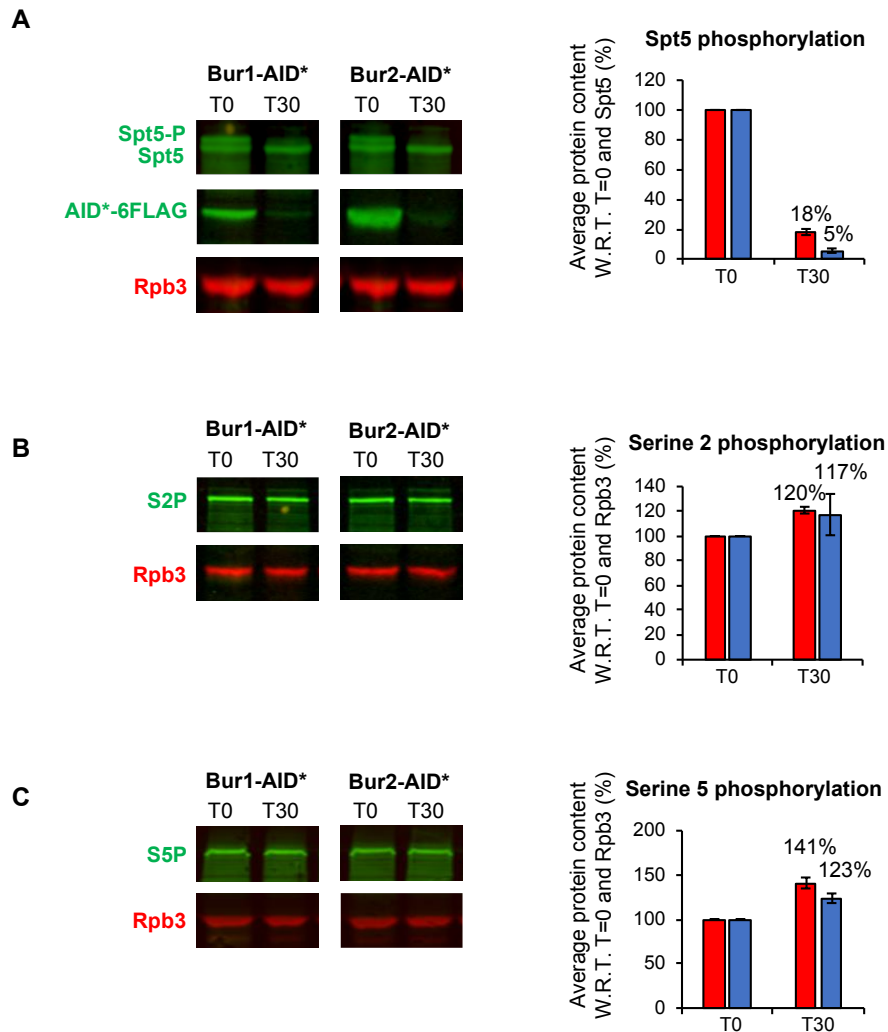 A
Bur1-AID* Bur2-AID*
T0 T30 T0 T30
Spt5-P
Spt5
AID*-6FLAG
Rpb3
Spt5 phosphorylation
Average protein content
W.R.T. T=0 and Spt5 (%)
120
100
80
60
40
20
0
18%
5%
T0 T30
B
Bur1-AID* Bur2-AID*
T0 T30 T0 T30
S2P
Rpb3
Serine 2 phosphorylation
Average protein content
W.R.T. T=0 and Rpb3 (%)
140
120
100
80
60
40
20
0
120%
117%
T0 T30
C
Bur1-AID* Bur2-AID*
T0 T30 T0 T30
S5P
Rpb3
Serine 5 phosphorylation
Average protein content
W.R.T. T=0 and Rpb3 (%)
200
150
100
50
0
141%
123%
T0 T30